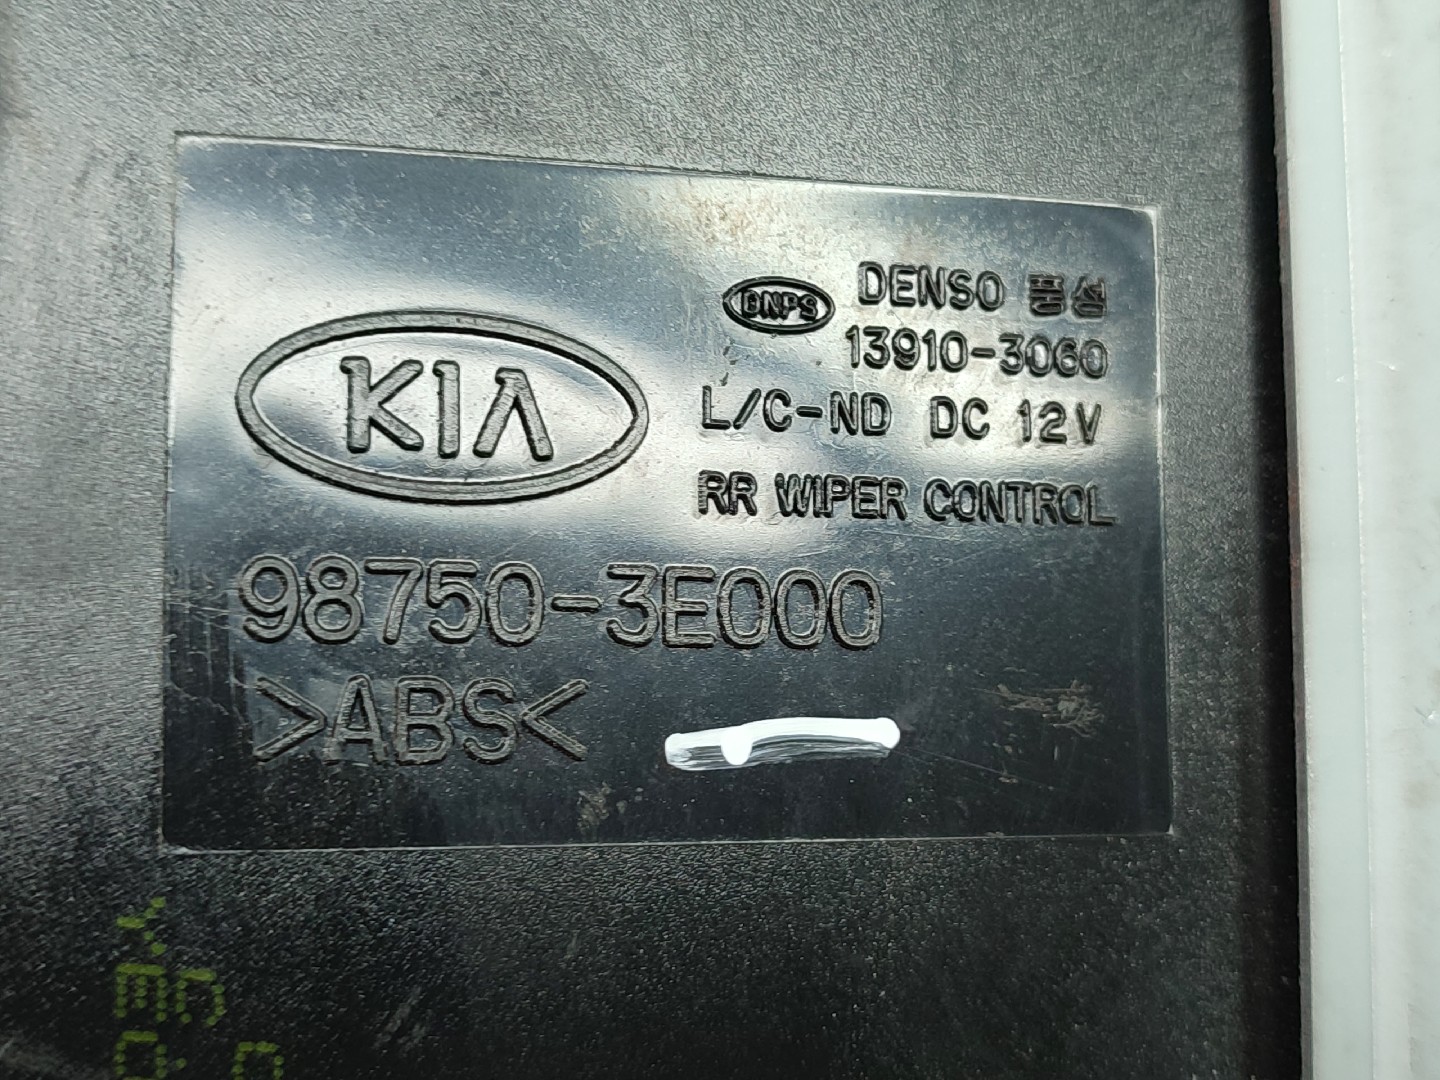 KIA
DNPS
DENSO 풍성
13910-3060
L/C-ND DC 12V
RR WIPER CONTROL
98750-3E000
>ABS<